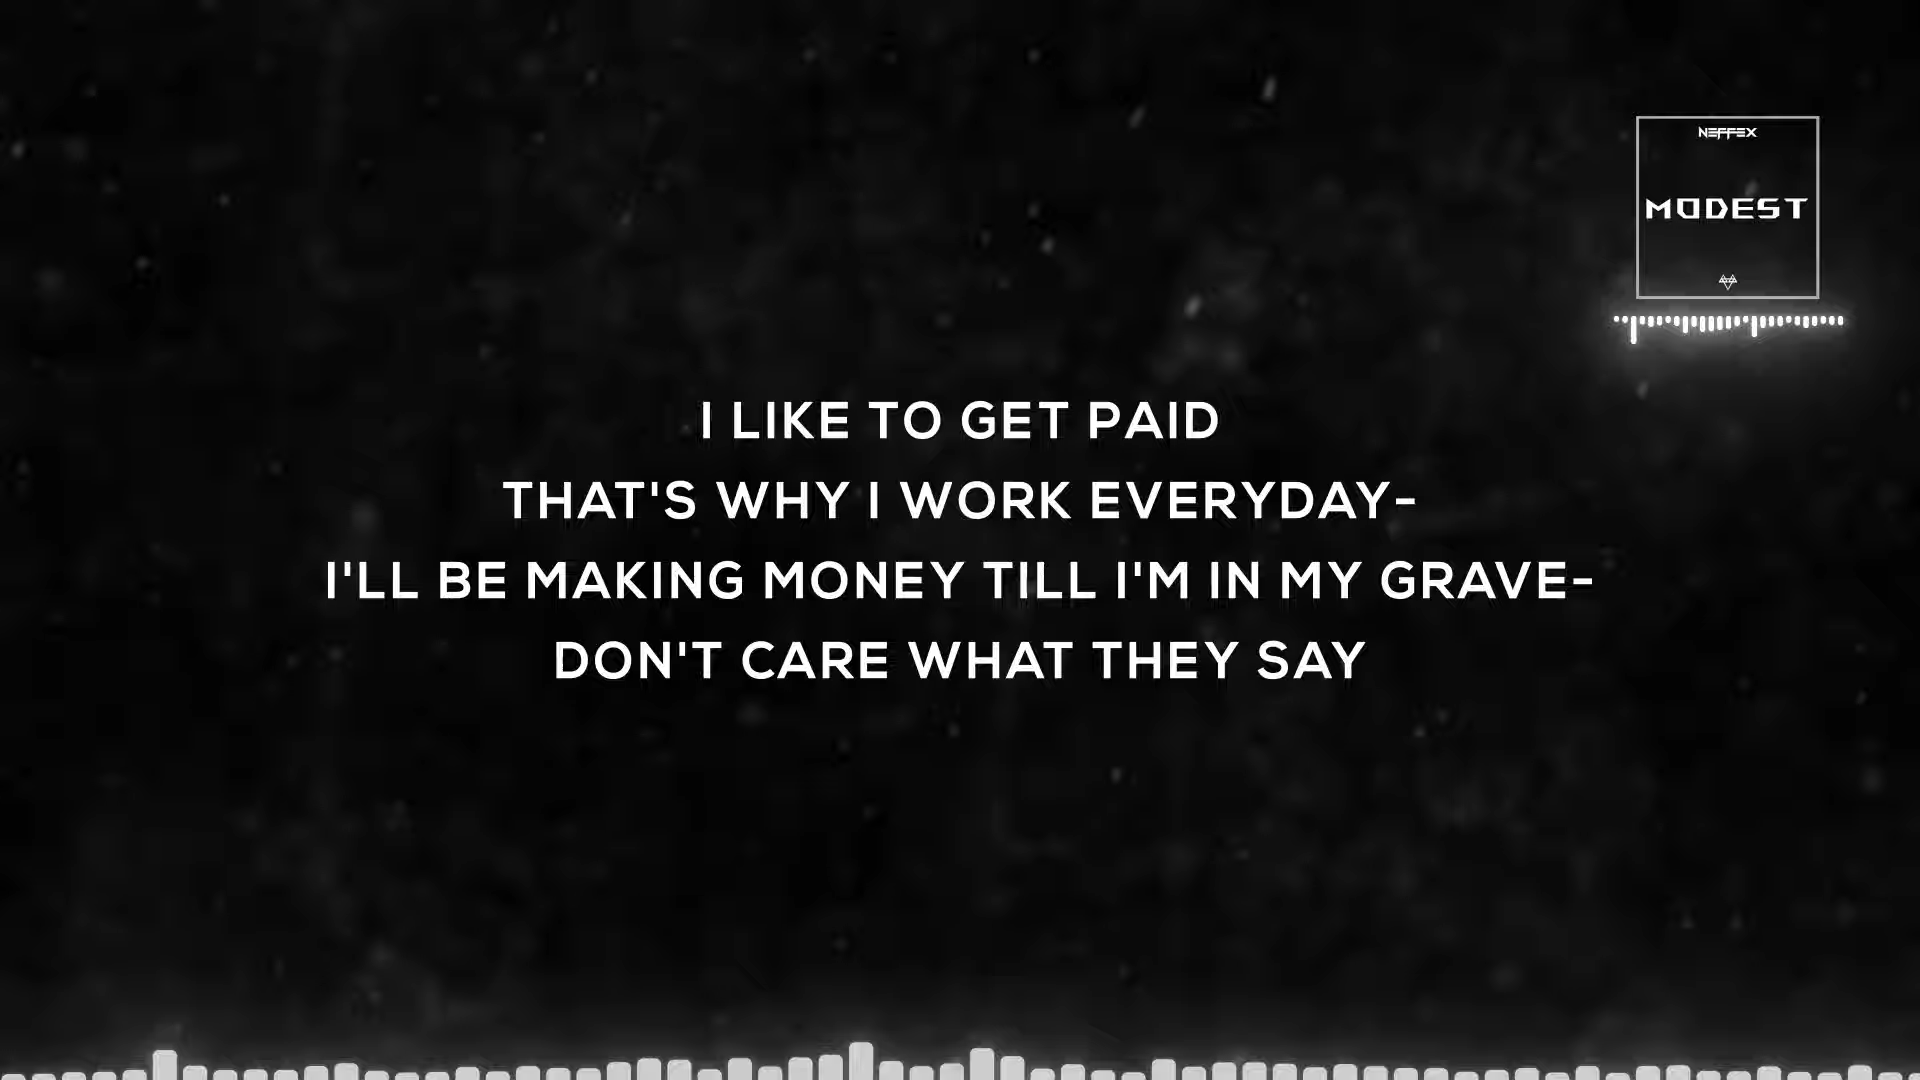 NEFFEX
MODEST
I LIKE TO GET PAID
THAT'S WHY I WORK EVERYDAY-
I'LL BE MAKING MONEY TILL I'M IN MY GRAVE-
DON'T CARE WHAT THEY SAY